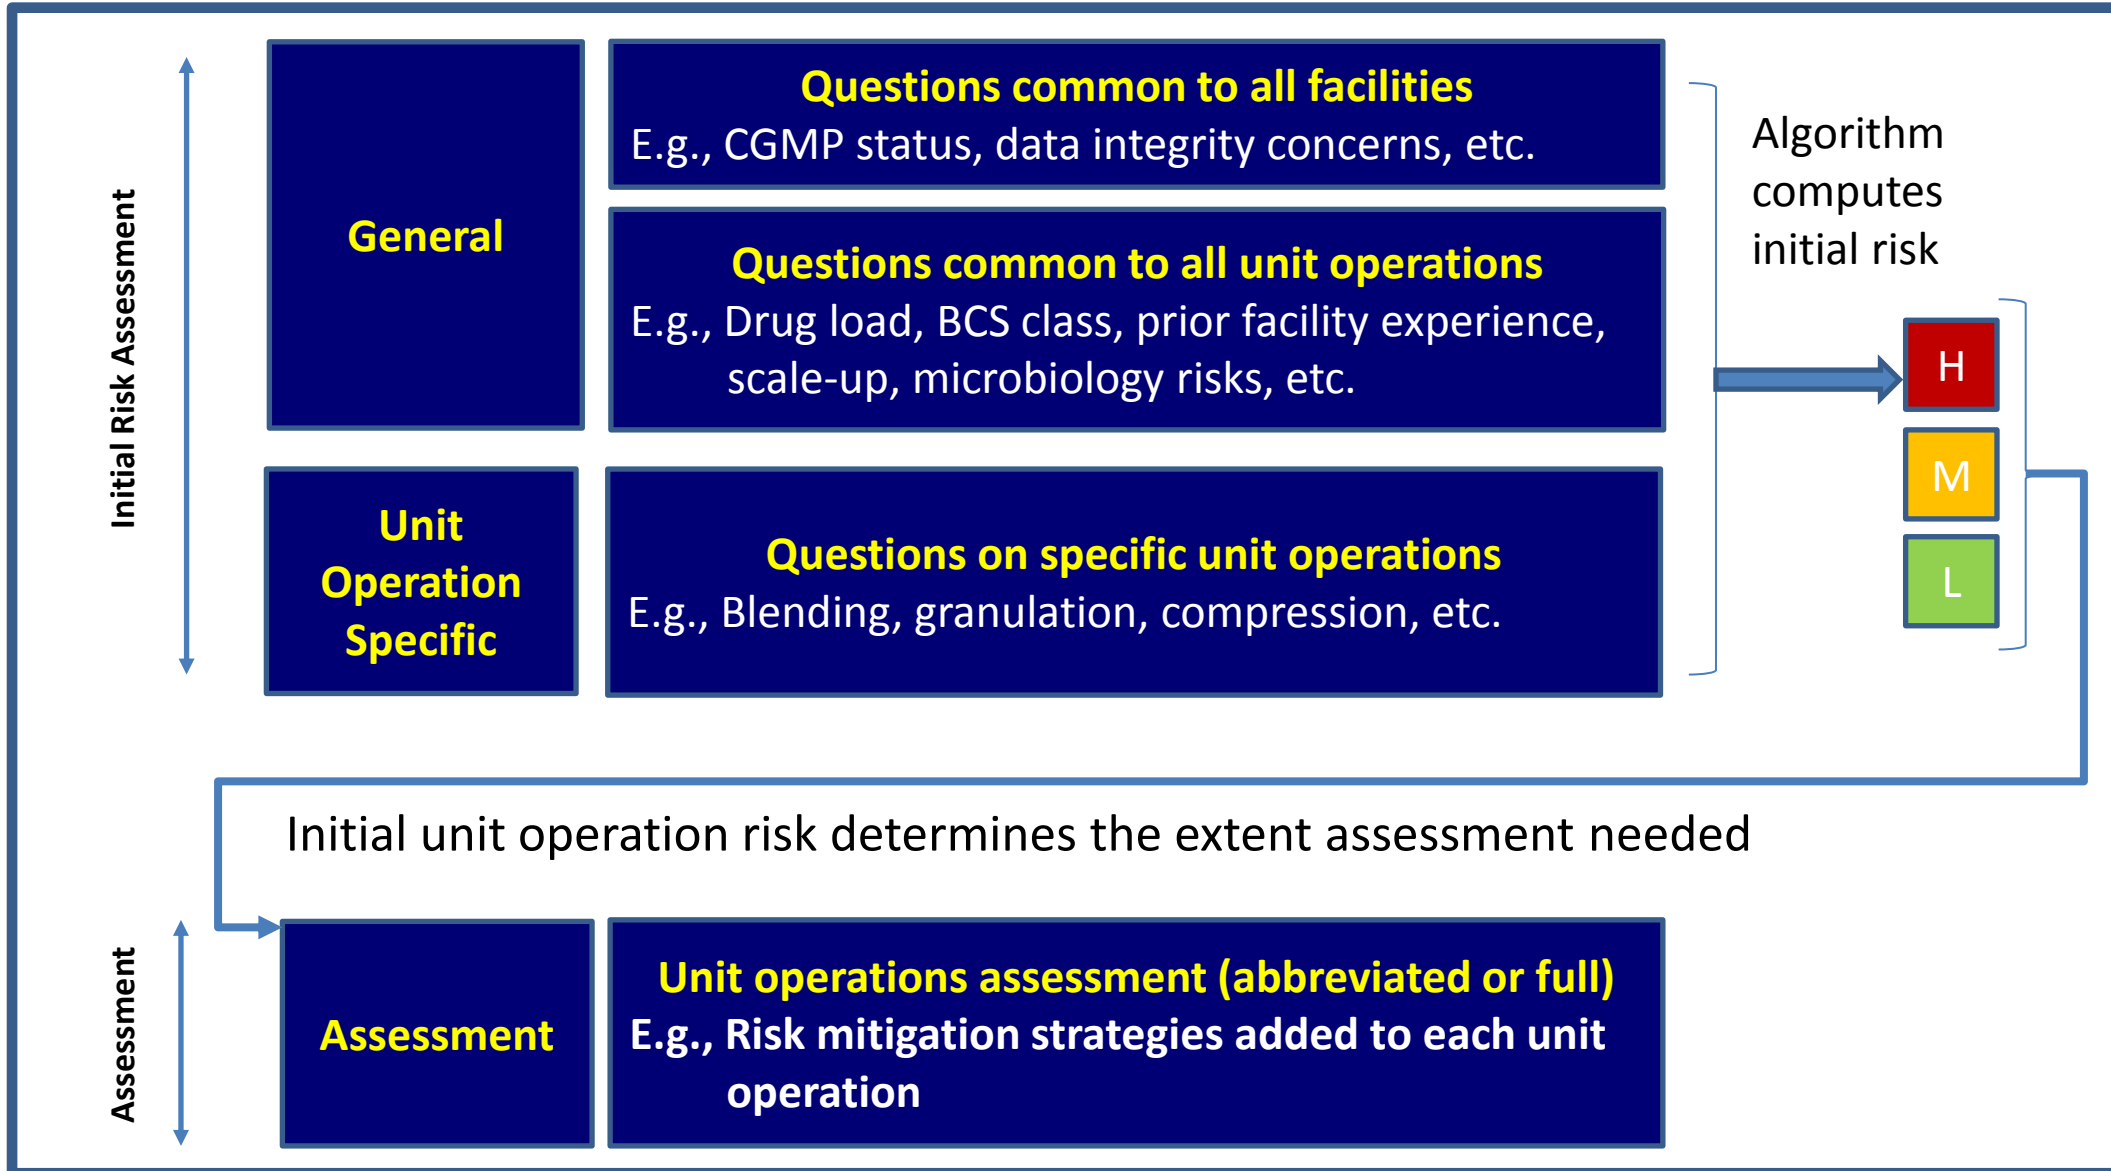 Initial Risk Assessment
General
Questions common to all facilities
E.g., CGMP status, data integrity concerns, etc.
Questions common to all unit operations
E.g., Drug load, BCS class, prior facility experience,
scale-up, microbiology risks, etc.
Unit
Operation
Specific
Questions on specific unit operations
E.g., Blending, granulation, compression, etc.
Algorithm
computes
initial risk
H
M
L
Initial unit operation risk determines the extent assessment needed
Assessment
Assessment
Unit operations assessment (abbreviated or full)
E.g., Risk mitigation strategies added to each unit
operation